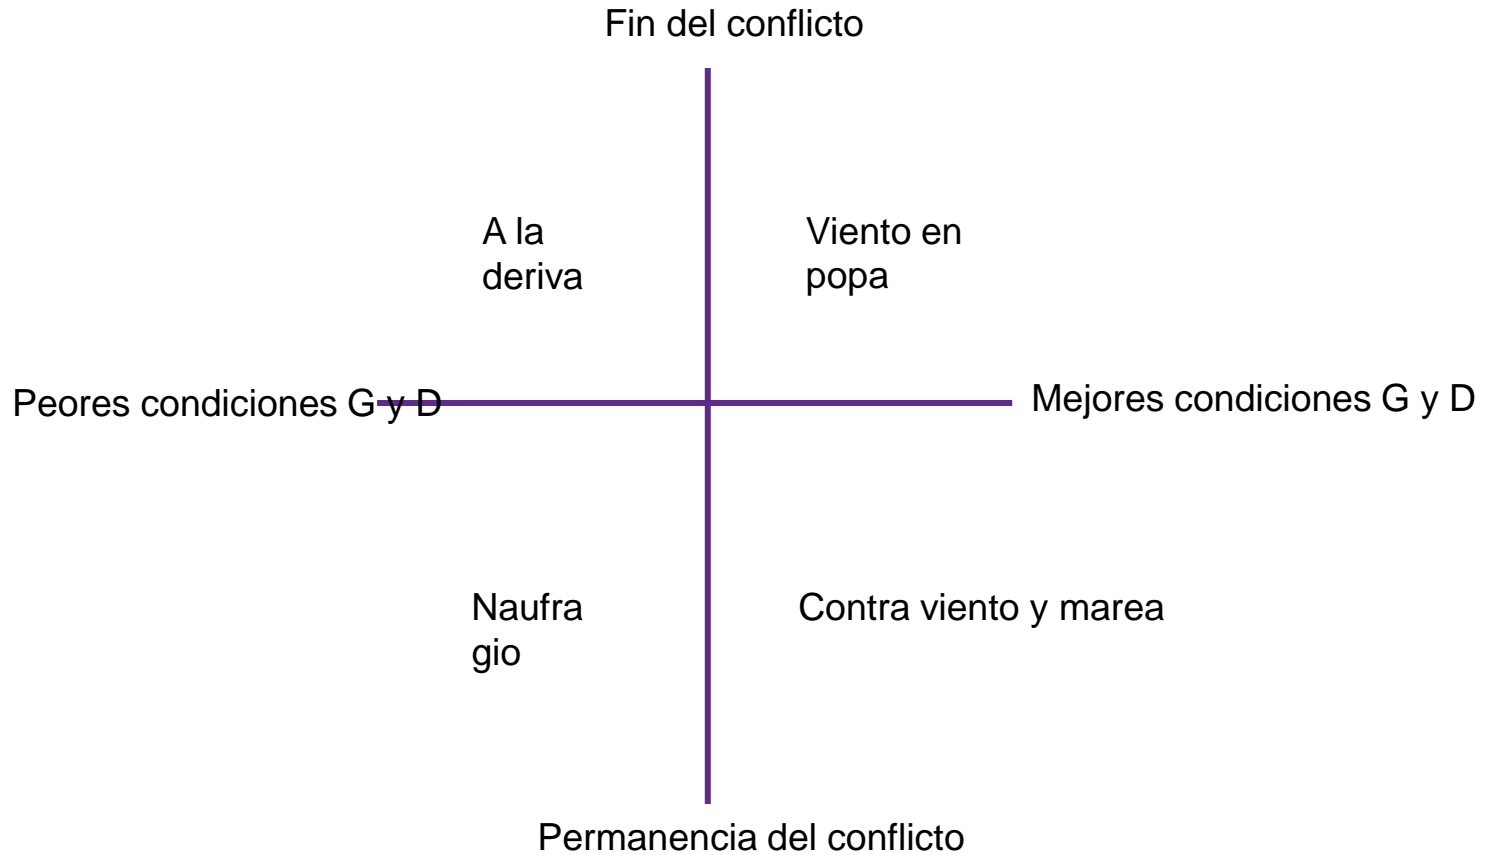 Fin del conflicto
A la
deriva
Viento en
popa
Peores condiciones G y D
Mejores condiciones G y D
Naufra
gio
Contra viento y marea
Permanencia del conflicto